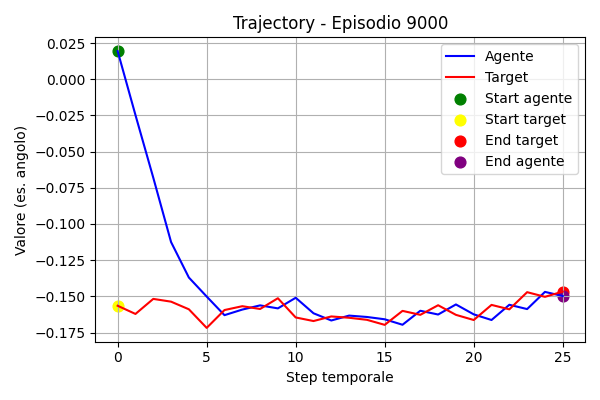 Trajectory - Episodio 9000
Agente
Target
Start agente
Start target
End target
End agente
Valore (es. angolo)
0.025
0.000
−0.025
−0.050
−0.075
−0.100
−0.125
−0.150
−0.175
0 5 10 15 20 25
Step temporale